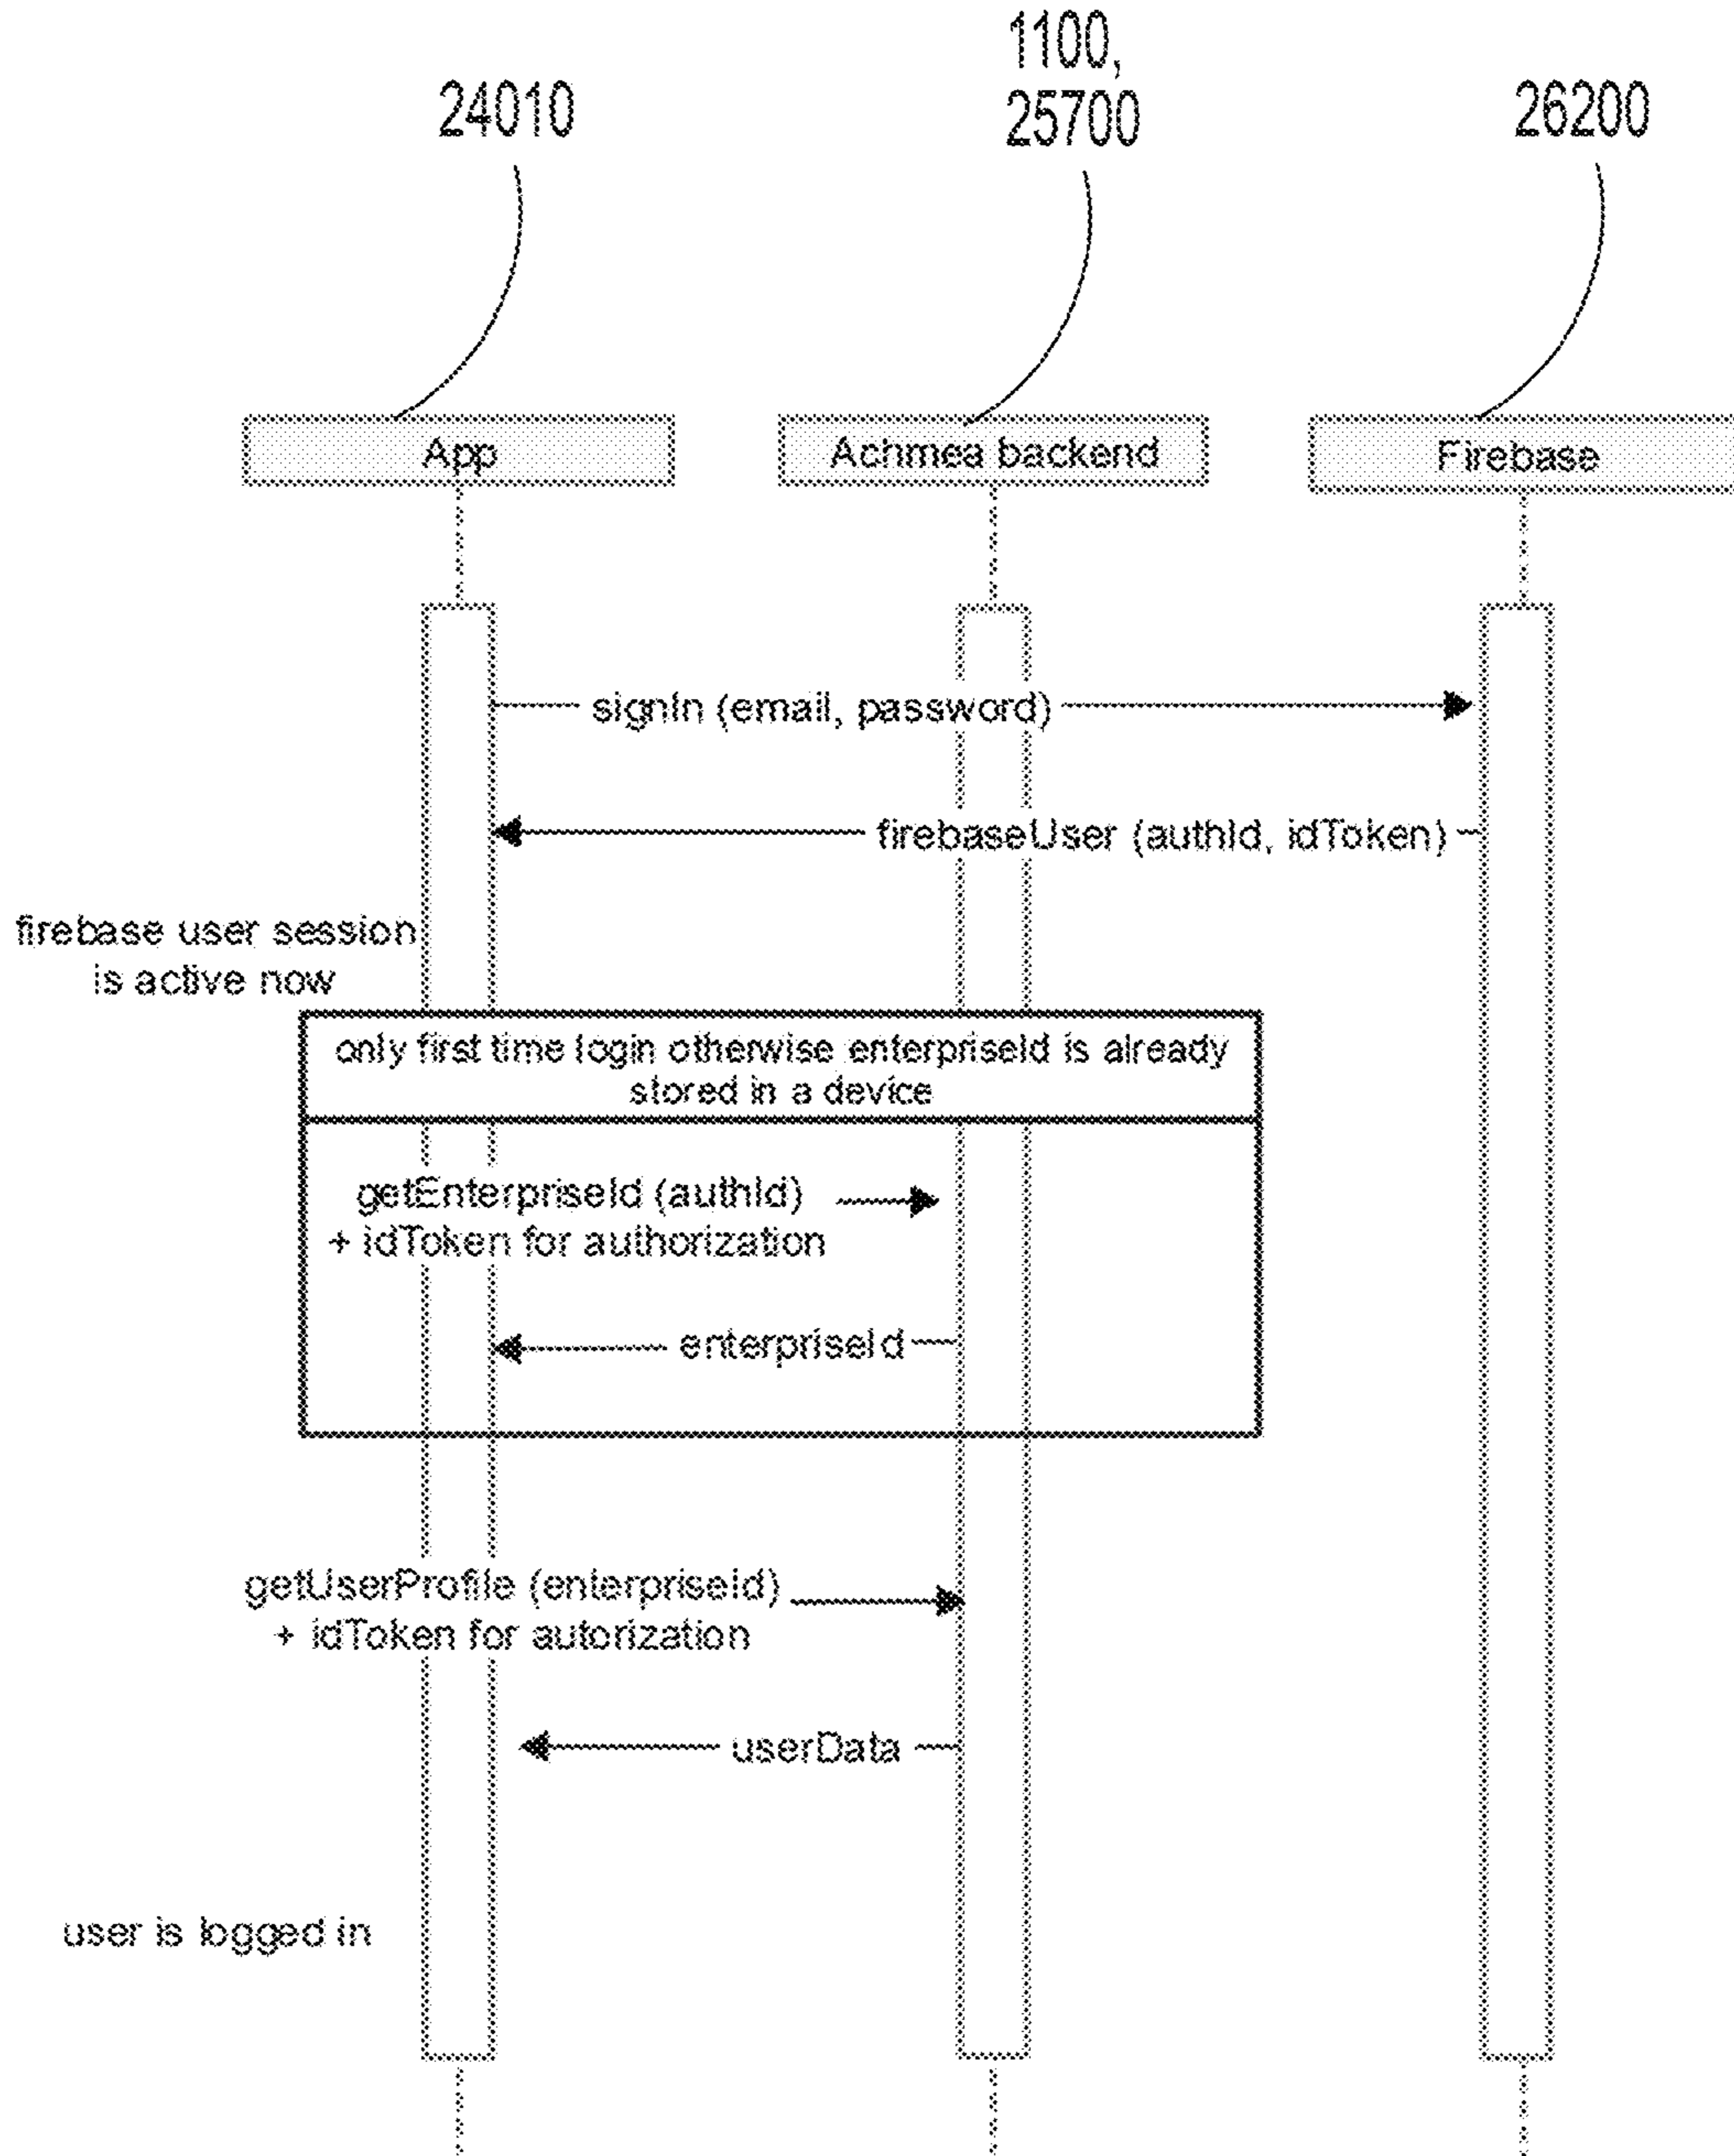 1100,
24010
25700
26200
App
Achmea backend
Firebase
signIn (email, password)
firebaseUser (authId, idToken)
firebase user session
is active now
only first time login otherwise enterpriseId is already
stored in a device
getEnterpriseId (authId)
+ idToken for authorization
enterpriseId
getUserProfile (enterpriseId)
+ idToken for autorization
userData
user is logged in